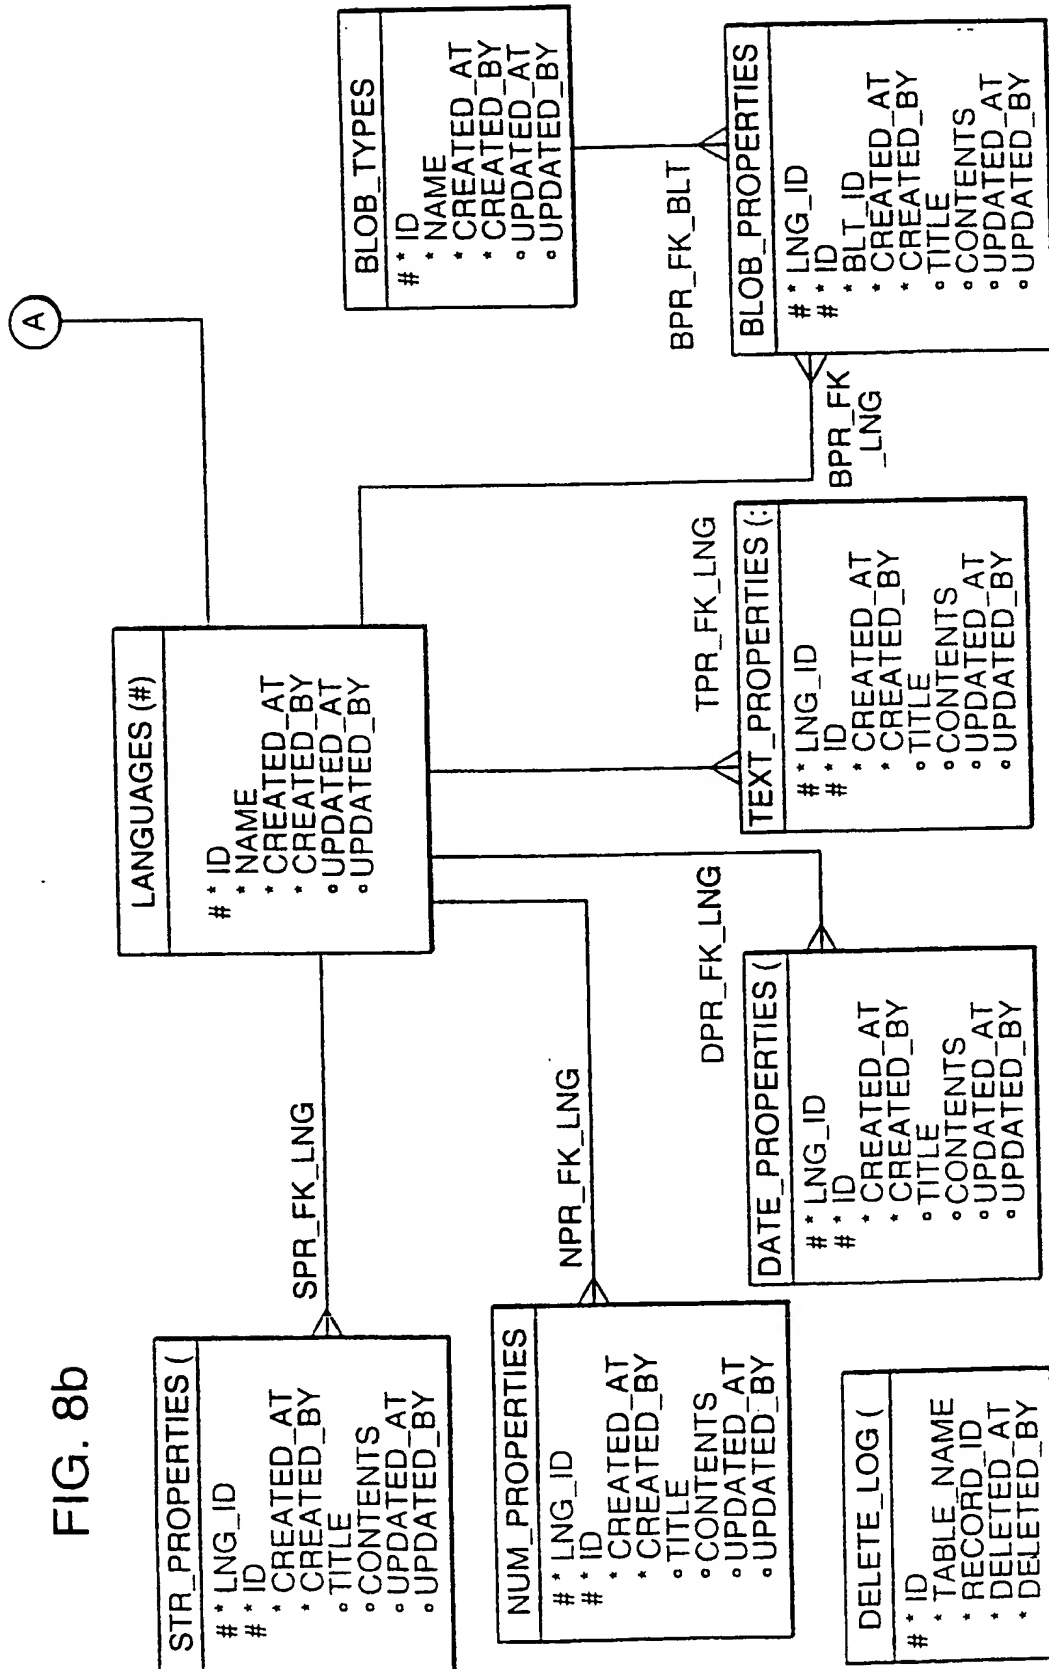 FIG. 8b
A
LANGUAGES (#)
# * ID
* NAME
* CREATED_AT
* CREATED_BY
o UPDATED_AT
o UPDATED_BY
STR_PROPERTIES (
# * LNG_ID
# * ID
* CREATED_AT
* CREATED_BY
o TITLE
o CONTENTS
o UPDATED_AT
o UPDATED_BY
SPR_FK_LNG
NUM_PROPERTIES
# * LNG_ID
# * ID
* CREATED_AT
* CREATED_BY
o TITLE
o CONTENTS
o UPDATED_AT
o UPDATED_BY
NPR_FK_LNG
DELETE_LOG (
# * ID
* TABLE_NAME
* RECORD_ID
* DELETED_AT
* DELETED_BY
DATE_PROPERTIES (
# * LNG_ID
# * ID
* CREATED_AT
* CREATED_BY
o TITLE
o CONTENTS
o UPDATED_AT
o UPDATED_BY
DPR_FK_LNG
TEXT_PROPERTIES (:
# * LNG_ID
# * ID
* CREATED_AT
* CREATED_BY
o TITLE
o CONTENTS
o UPDATED_AT
o UPDATED_BY
TPR_FK_LNG
BLOB_TYPES
# * ID
* NAME
* CREATED_AT
* CREATED_BY
o UPDATED_AT
o UPDATED_BY
BPR_FK_BLT
BPR_FK
_LNG
BLOB_PROPERTIES
# * LNG_ID
# * ID
* BLT_ID
* CREATED_AT
* CREATED_BY
o TITLE
o CONTENTS
o UPDATED_AT
o UPDATED_BY